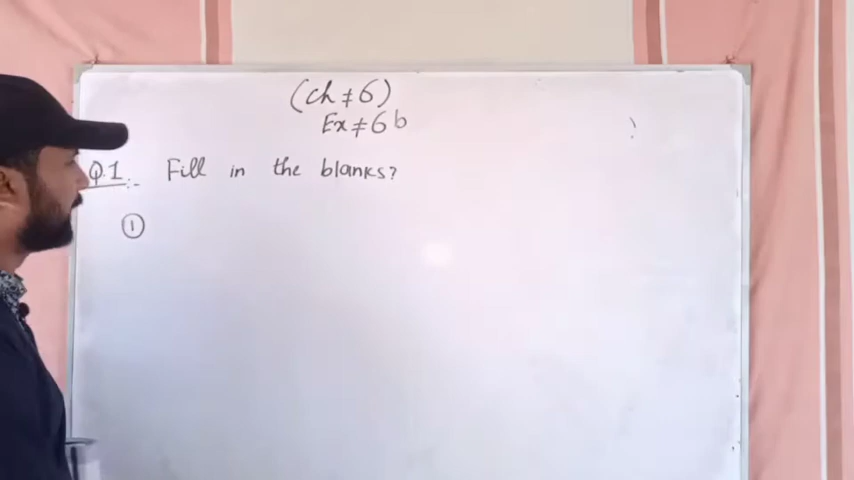 (ch ≠ 6)
Ex ≠ 6b
Q.1 :- Fill in the blanks?
①